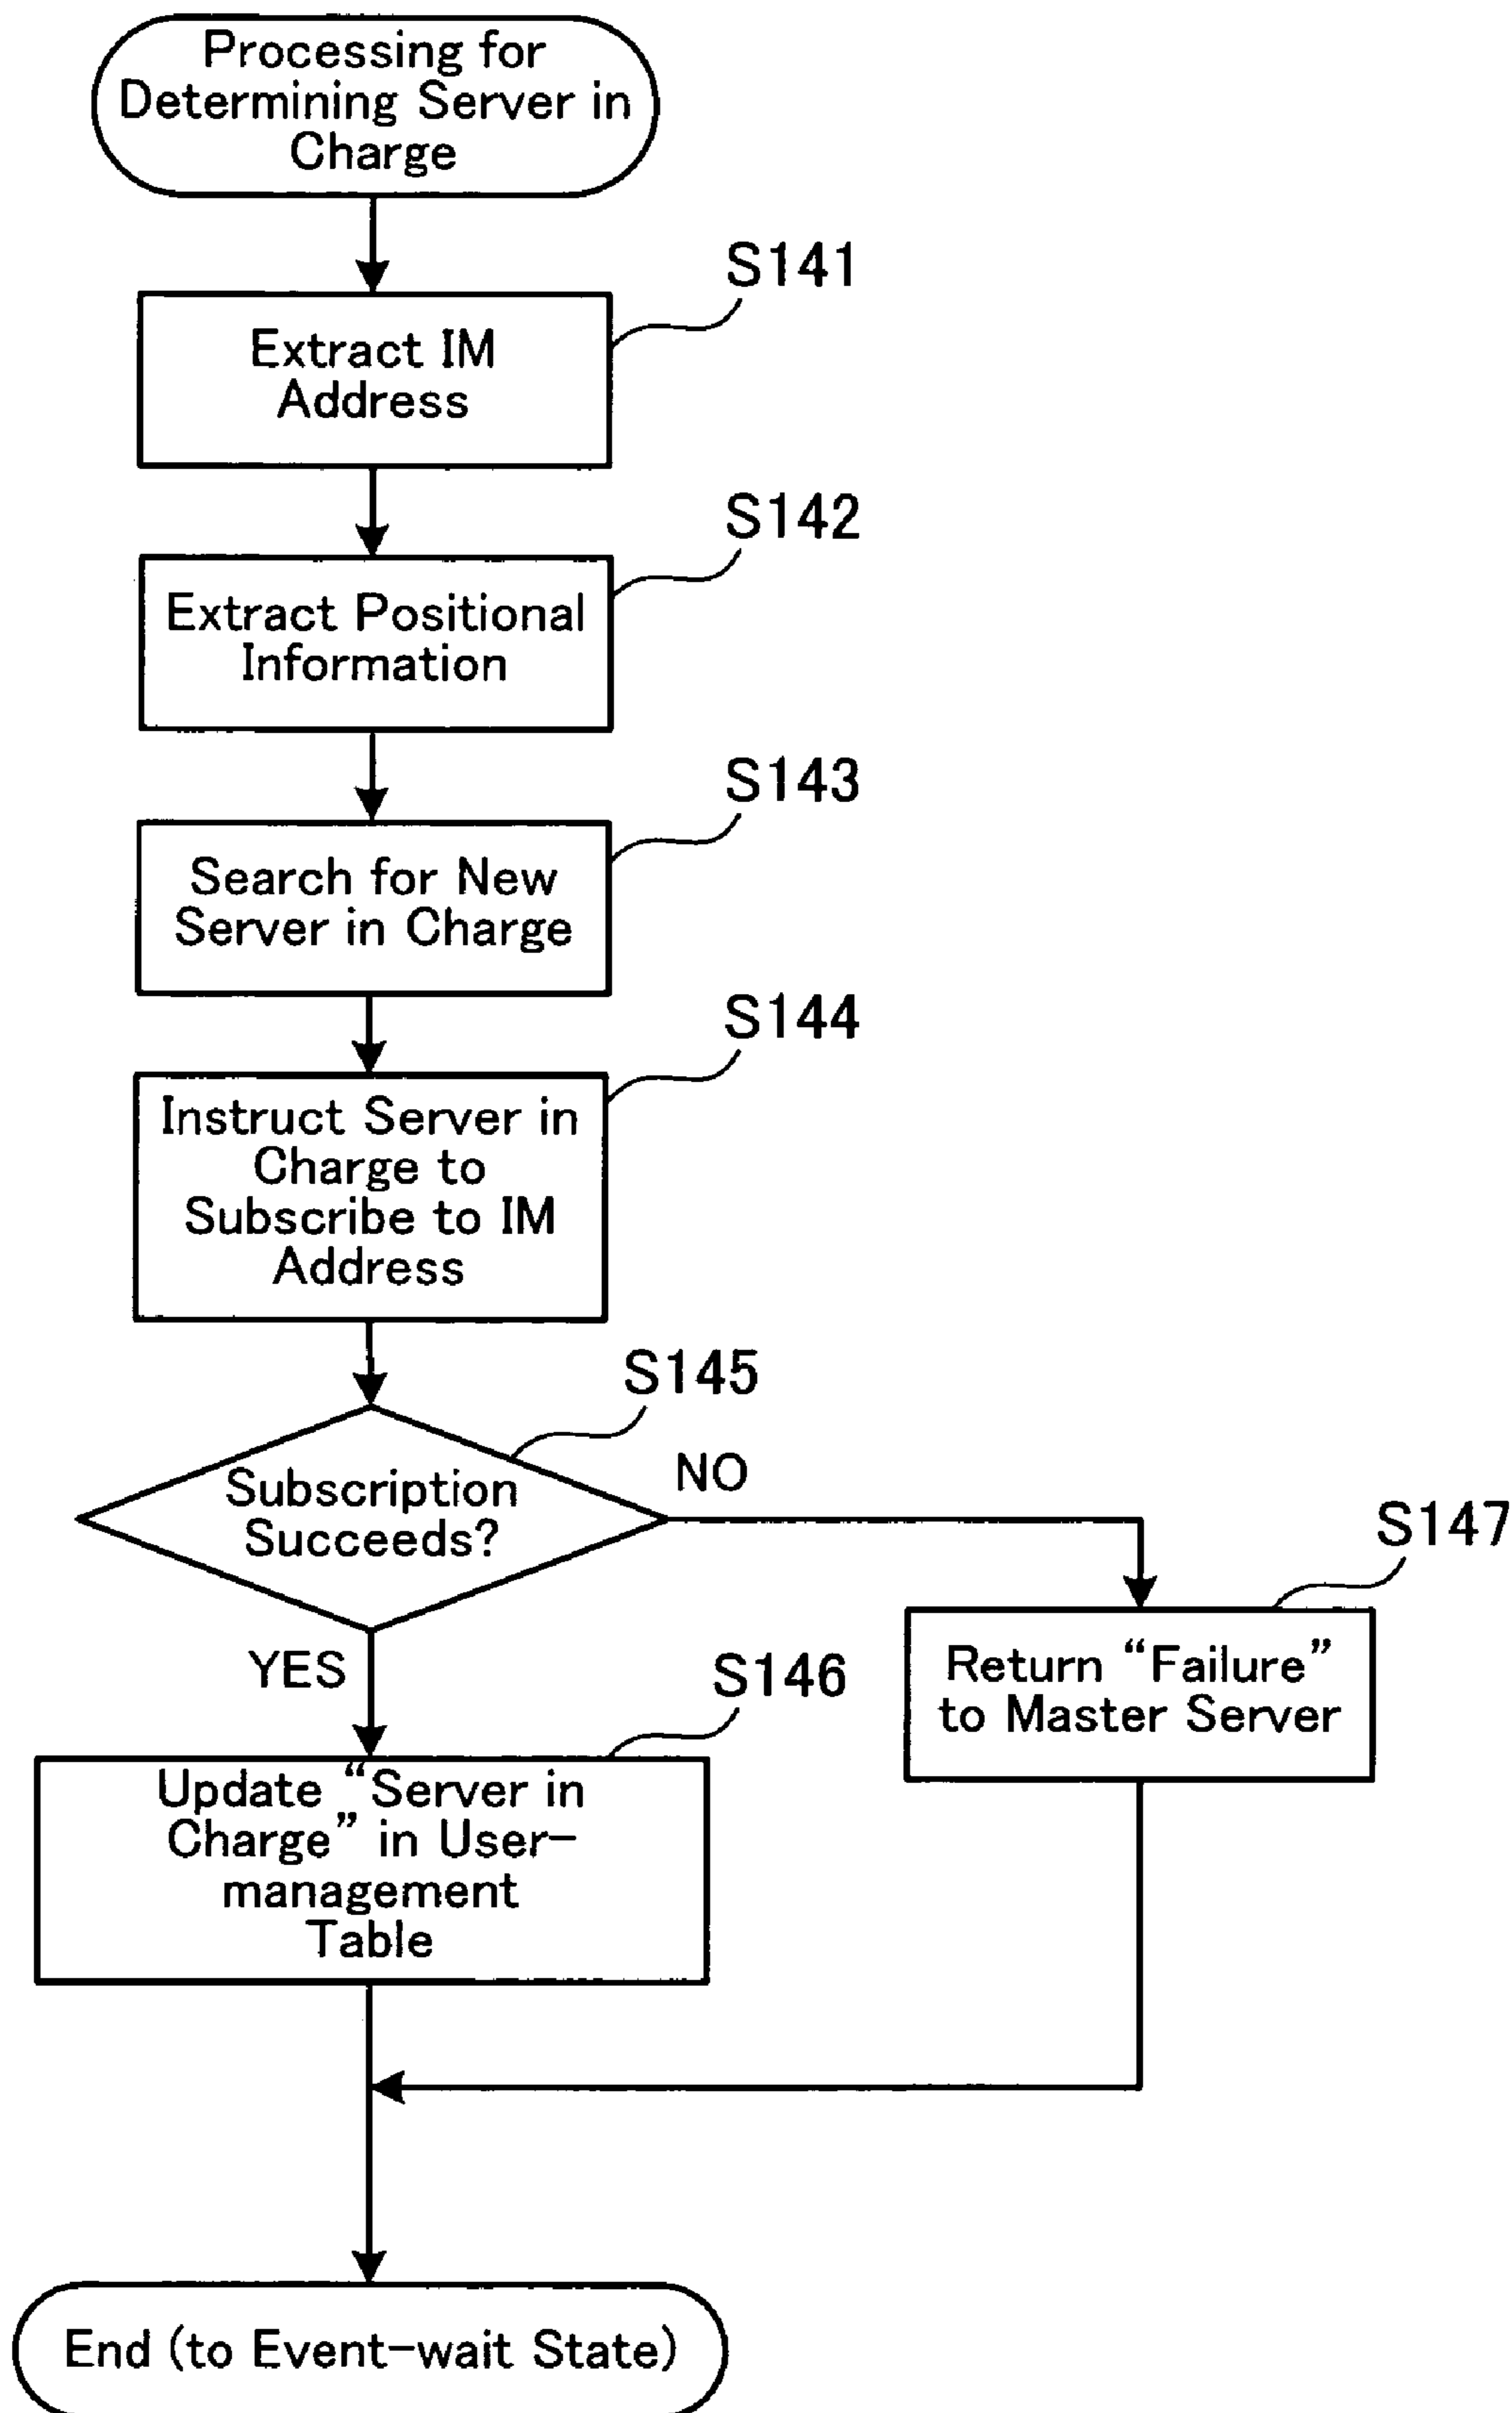 Processing for
Determining Server in
Charge
S141
Extract IM
Address
S142
Extract Positional
Information
S143
Search for New
Server in Charge
S144
Instruct Server in
Charge to
Subscribe to IM
Address
S145
Subscription
Succeeds?
NO
YES
S147
Return “Failure”
to Master Server
S146
Update “Server in
Charge” in User-
management
Table
End (to Event-wait State)